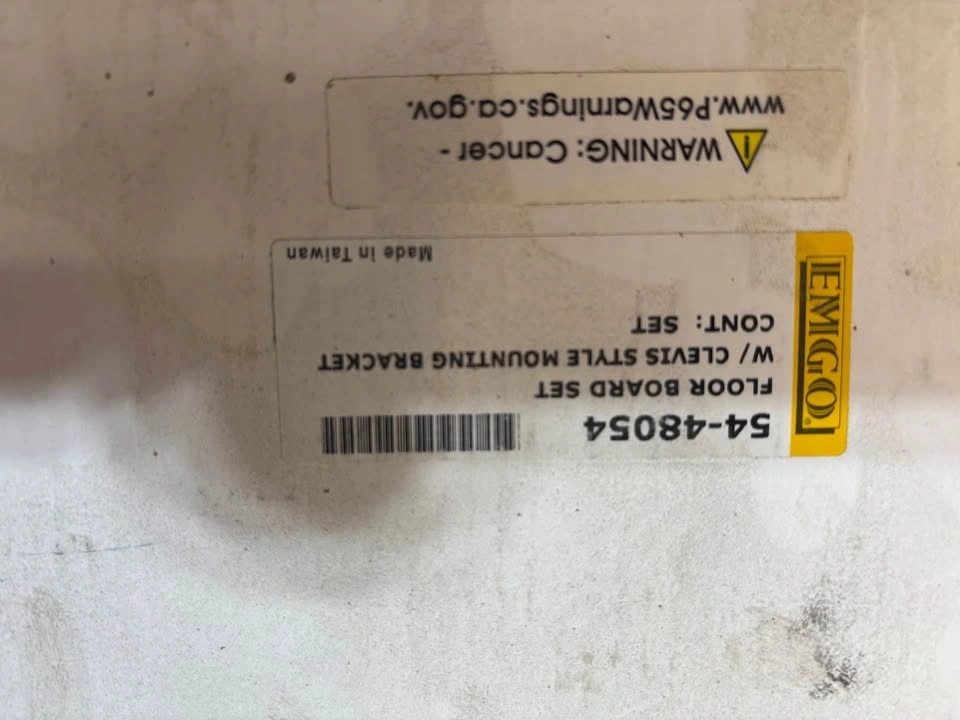 EMGO®
54-48054
FLOOR BOARD SET
W/ CLEVIS STYLE MOUNTING BRACKET
CONT: SET
Made in Taiwan
WARNING: Cancer -
www.P65Warnings.ca.gov.